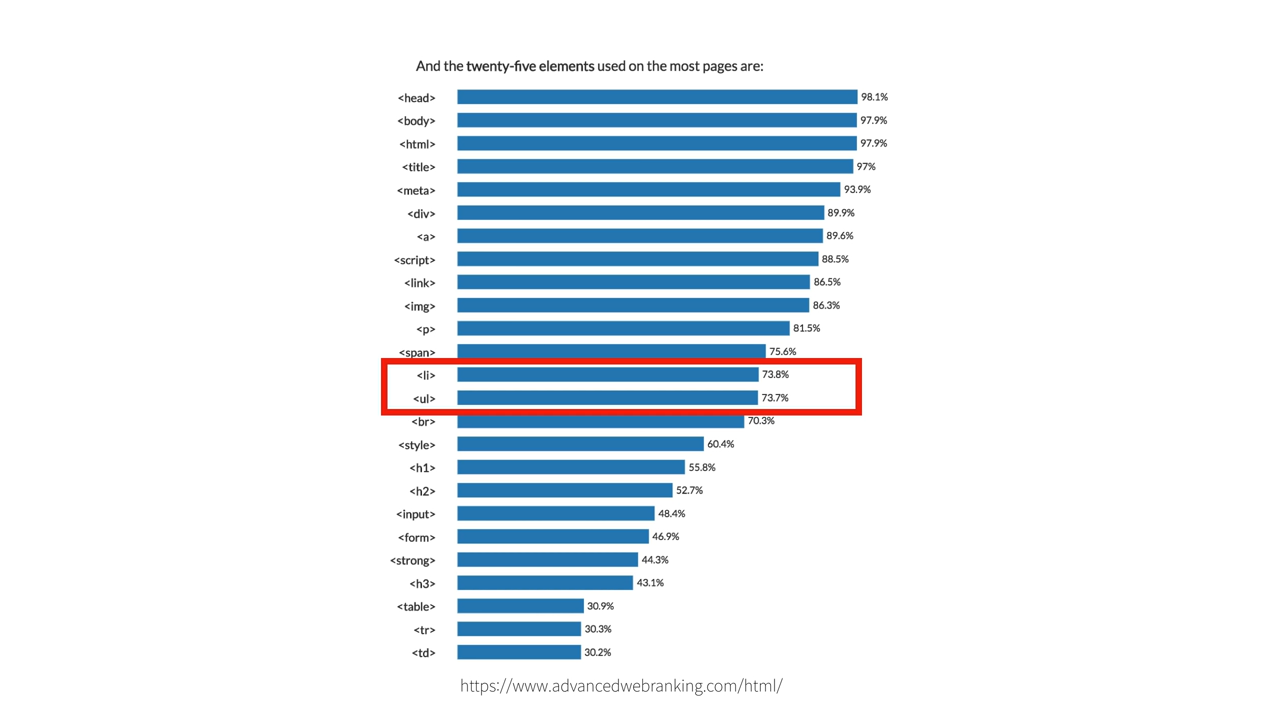 And the twenty-five elements used on the most pages are:
<head> 98.1%
<body> 97.9%
<html> 97.9%
<title> 97%
<meta> 93.9%
<div> 89.9%
<a> 89.6%
<script> 88.5%
<link> 86.5%
<img> 86.3%
<p> 81.5%
<span> 75.6%
<li> 73.8%
<ul> 73.7%
<br> 70.3%
<style> 60.4%
<h1> 55.8%
<h2> 52.7%
<input> 48.4%
<form> 46.9%
<strong> 44.3%
<h3> 43.1%
<table> 30.9%
<tr> 30.3%
<td> 30.2%
https://www.advancedwebranking.com/html/